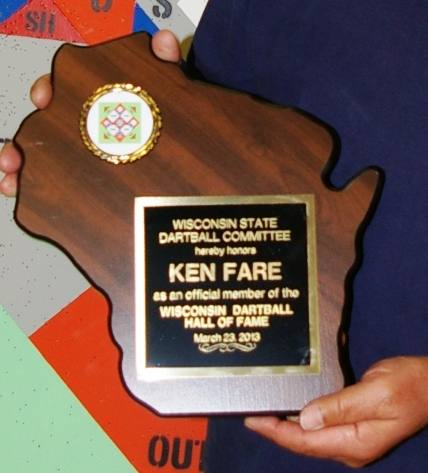 SH
S
WISCONSIN STATE
DARTBALL COMMITTEE
hereby honors
KEN FARE
as an official member of the
WISCONSIN DARTBALL
HALL OF FAME
March 23, 2013
OUT